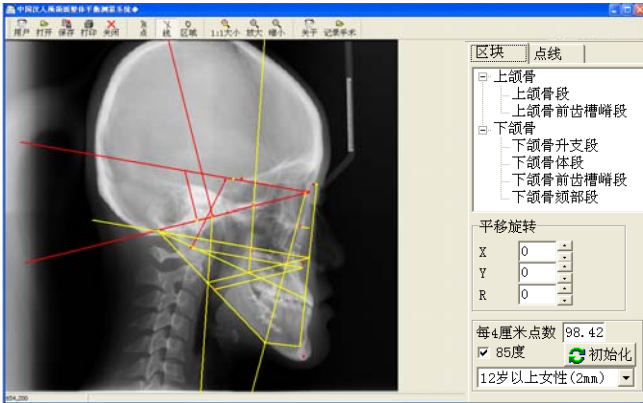 中国汉人颅颌面整体平衡测量系统◆
用户 打开 保存 打印 关闭 点 线 区域 1:1大小 放大 缩小 关于 记录手术
区块 点线
上颌骨
上颌骨段
上颌骨前齿槽嵴段
下颌骨
下颌骨升支段
下颌骨体段
下颌骨前齿槽嵴段
下颌骨颏部段
平移旋转
X 0
Y 0
R 0
每4厘米点数 98.42
85度 初始化
12岁以上女性(2mm)
654,200